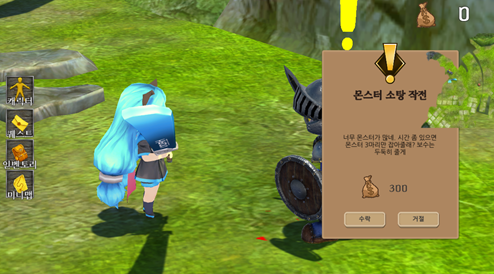 0
몬스터 소탕 작전
캐릭터
퀘스트
인벤토리
미니맵
너무 몬스터가 많네. 시간 좀 있으면
몬스터 3마리만 잡아줄래? 보수는
두둑히 줄게
300
수락
거절